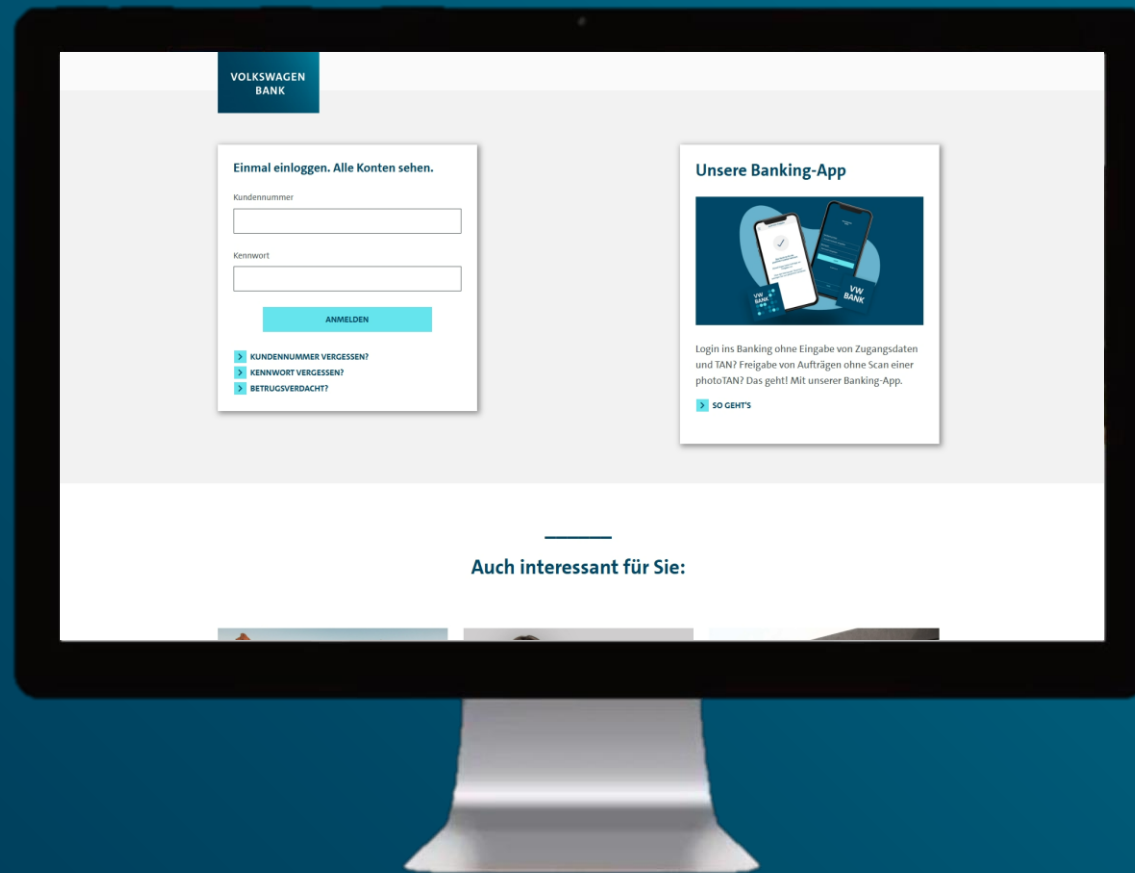 VOLKSWAGEN
BANK
Einmal einloggen. Alle Konten sehen.
Kundennummer
Kennwort
ANMELDEN
KUNDENNUMMER VERGESSEN?
KENNWORT VERGESSEN?
BETRUGSVERDACHT?
Unsere Banking-App
VW
BANK
VW
BANK
Login ins Banking ohne Eingabe von Zugangsdaten
und TAN? Freigabe von Aufträgen ohne Scan einer
photoTAN? Das geht! Mit unserer Banking-App.
SO GEHT'S
Auch interessant für Sie: